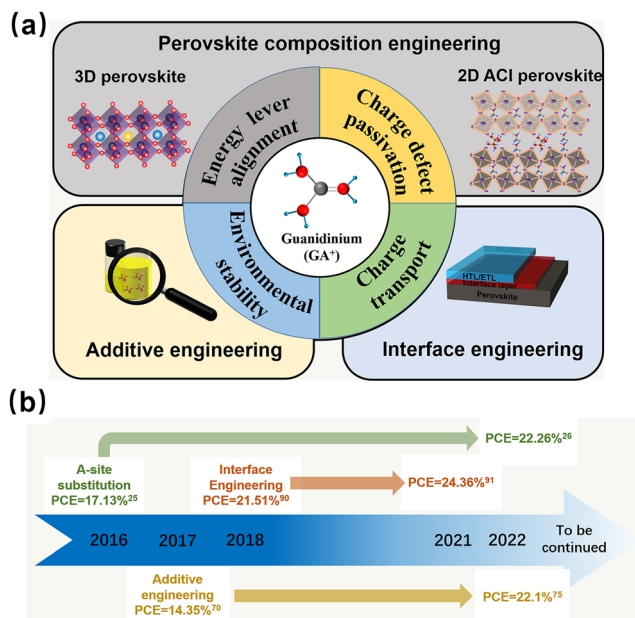 (a)
Perovskite composition engineering
3D perovskite
2D ACI perovskite
Energy lever
alignment
Charge defect
passivation
Guanidinium
(GA⁺)
Environmental
stability
Charge
transport
HTL/ETL
Interface layer
Perovskite
Additive engineering
Interface engineering
(b)
PCE=22.26%²⁶
A-site
substitution
PCE=17.13%²⁵
Interface
Engineering
PCE=21.51%⁹⁰
PCE=24.36%⁹¹
2016 2017 2018 2021 2022
To be
continued
Additive
engineering
PCE=14.35%⁷⁰
PCE=22.1%⁷⁵